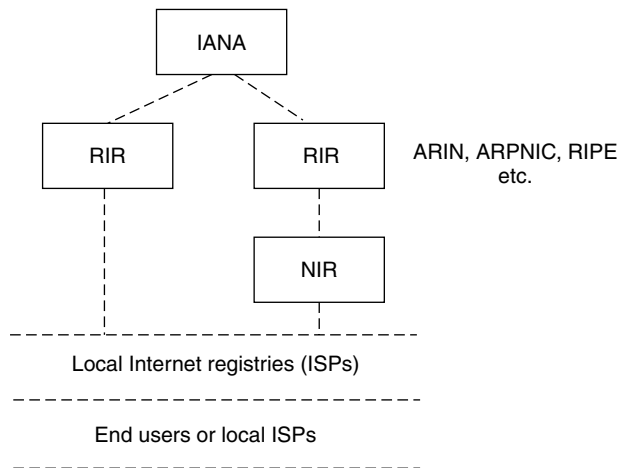 IANA
RIR
RIR
ARIN, ARPNIC, RIPE
etc.
NIR
Local Internet registries (ISPs)
End users or local ISPs